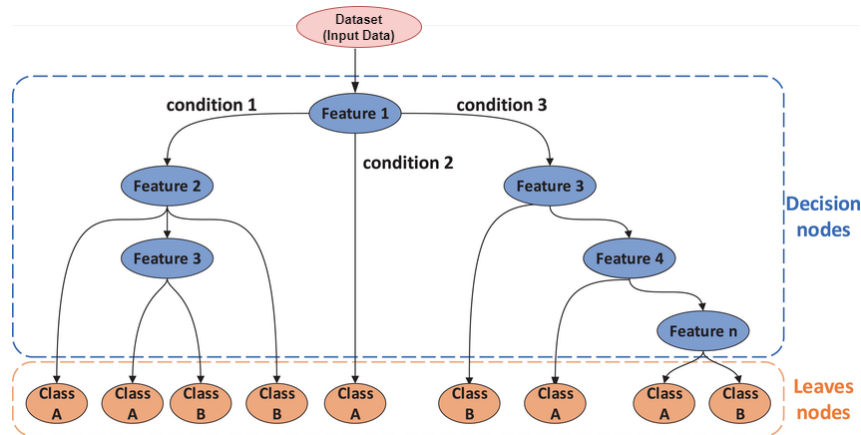 Dataset
(Input Data)
condition 1
Feature 1
condition 3
condition 2
Feature 2
Feature 3
Decision
nodes
Feature 3
Feature 4
Feature n
Class
A
Class
A
Class
B
Class
B
Class
A
Class
B
Class
A
Class
A
Class
B
Leaves
nodes